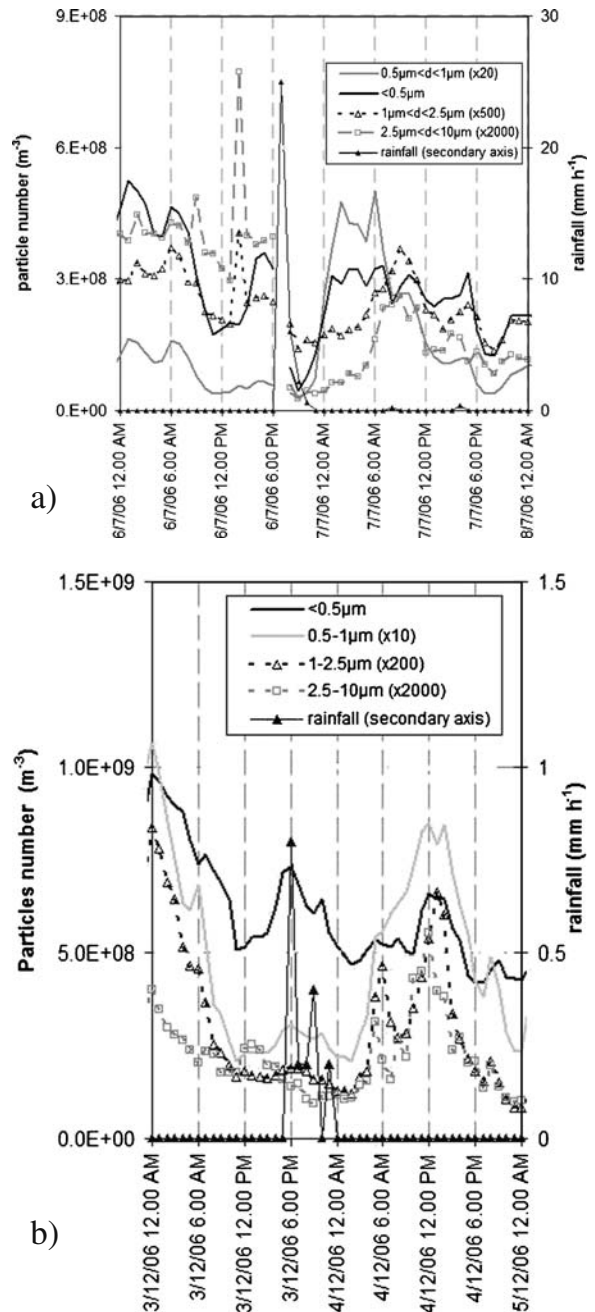 9.E+08
6.E+08
3.E+08
0.E+00
particle number (m⁻³)
30
20
10
0
rainfall (mm h⁻¹)
0.5µm<d<1µm (x20)
<0.5µm
1µm<d<2.5µm (x500)
2.5µm<d<10µm (x2000)
rainfall (secondary axis)
6/7/06 12.00 AM
6/7/06 6.00 AM
6/7/06 12.00 PM
6/7/06 6.00 PM
7/7/06 12.00 AM
7/7/06 6.00 AM
7/7/06 12.00 PM
7/7/06 6.00 PM
8/7/06 12.00 AM
a)
1.5E+09
1.0E+09
5.0E+08
0.0E+00
Particles number (m⁻³)
1.5
1
0.5
0
rainfall (mm h⁻¹)
<0.5µm
0.5-1µm (x10)
1-2.5µm (x200)
2.5-10µm (x2000)
rainfall (secondary axis)
3/12/06 12.00 AM
3/12/06 6.00 AM
3/12/06 12.00 PM
3/12/06 6.00 PM
4/12/06 12.00 AM
4/12/06 6.00 AM
4/12/06 12.00 PM
4/12/06 6.00 PM
5/12/06 12.00 AM
b)